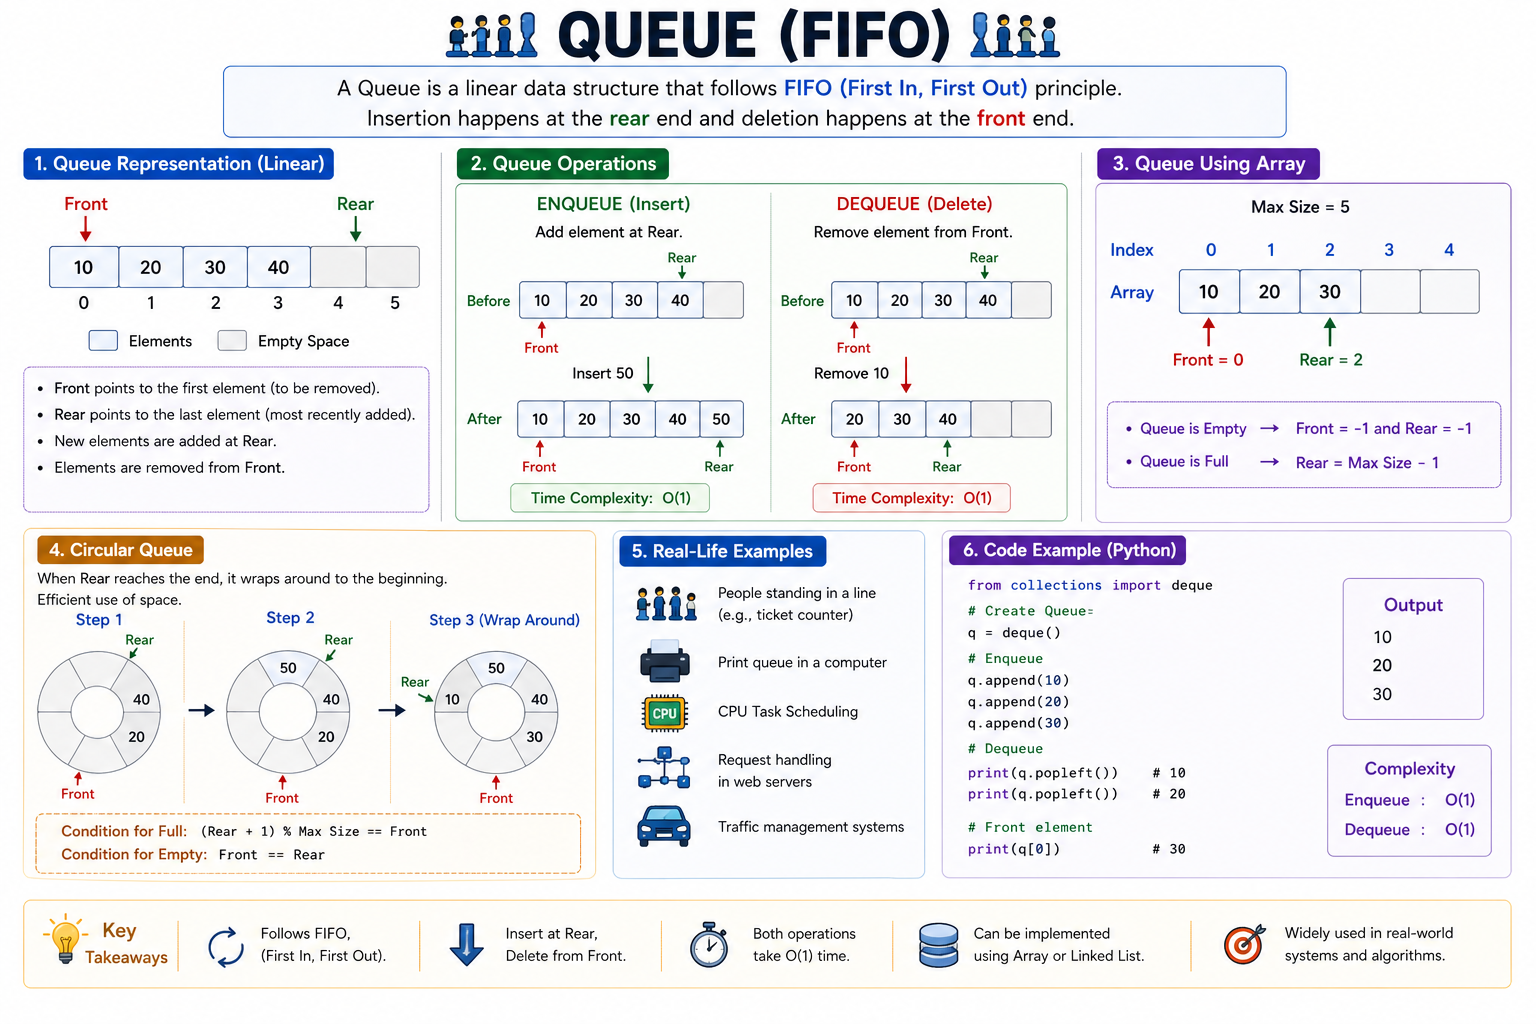 QUEUE (FIFO)
A Queue is a linear data structure that follows FIFO (First In, First Out) principle.
Insertion happens at the rear end and deletion happens at the front end.
1. Queue Representation (Linear)
Front Rear
10 20 30 40
0 1 2 3 4 5
Elements Empty Space
• Front points to the first element (to be removed).
• Rear points to the last element (most recently added).
• New elements are added at Rear.
• Elements are removed from Front.
2. Queue Operations
ENQUEUE (Insert)
Add element at Rear.
Rear
Before 10 20 30 40
Front
Insert 50
After 10 20 30 40 50
Front Rear
Time Complexity: O(1)
DEQUEUE (Delete)
Remove element from Front.
Rear
Before 10 20 30 40
Front
Remove 10
After 20 30 40
Front Rear
Time Complexity: O(1)
3. Queue Using Array
Max Size = 5
Index 0 1 2 3 4
Array 10 20 30
Front = 0 Rear = 2
• Queue is Empty → Front = -1 and Rear = -1
• Queue is Full → Rear = Max Size - 1
4. Circular Queue
When Rear reaches the end, it wraps around to the beginning.
Efficient use of space.
Step 1
Rear
40
20
Front
Step 2
Rear
50
40
20
Front
Step 3 (Wrap Around)
50
Rear
10 40
30
Front
Condition for Full: (Rear + 1) % Max Size == Front
Condition for Empty: Front == Rear
5. Real-Life Examples
People standing in a line
(e.g., ticket counter)
Print queue in a computer
CPU
CPU Task Scheduling
Request handling
in web servers
Traffic management systems
6. Code Example (Python)
from collections import deque
# Create Queue=
q = deque()
# Enqueue
q.append(10)
q.append(20)
q.append(30)
# Dequeue
print(q.popleft()) # 10
print(q.popleft()) # 20
# Front element
print(q[0]) # 30
Output
10
20
30
Complexity
Enqueue : O(1)
Dequeue : O(1)
Key
Takeaways
Follows FIFO,
(First In, First Out).
Insert at Rear,
Delete from Front.
Both operations
take O(1) time.
Can be implemented
using Array or Linked List.
Widely used in real-world
systems and algorithms.